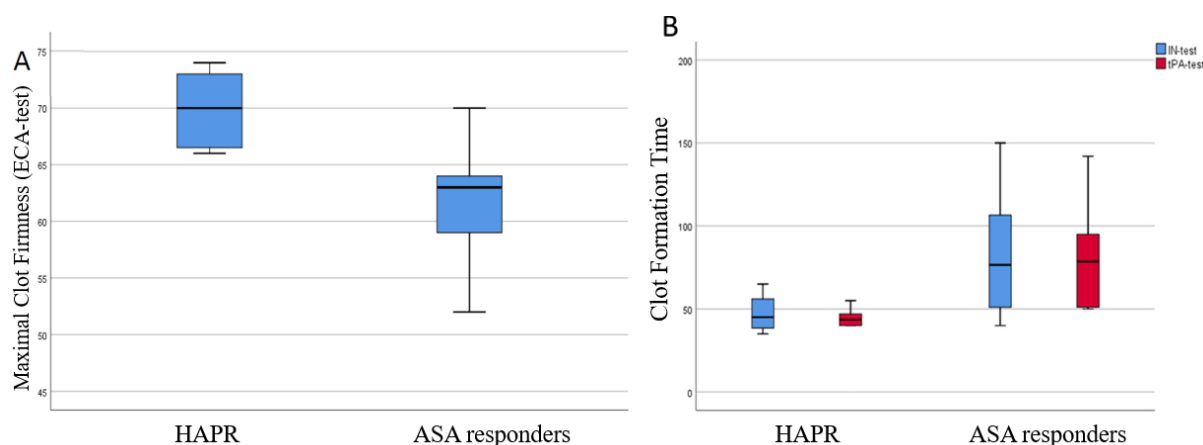 A
Maximal Clot Firmness (ECA-test)
75
70
65
60
55
50
45
HAPR
ASA responders
B
Clot Formation Time
200
150
100
50
0
HAPR
ASA responders
IN-test
tPA-test